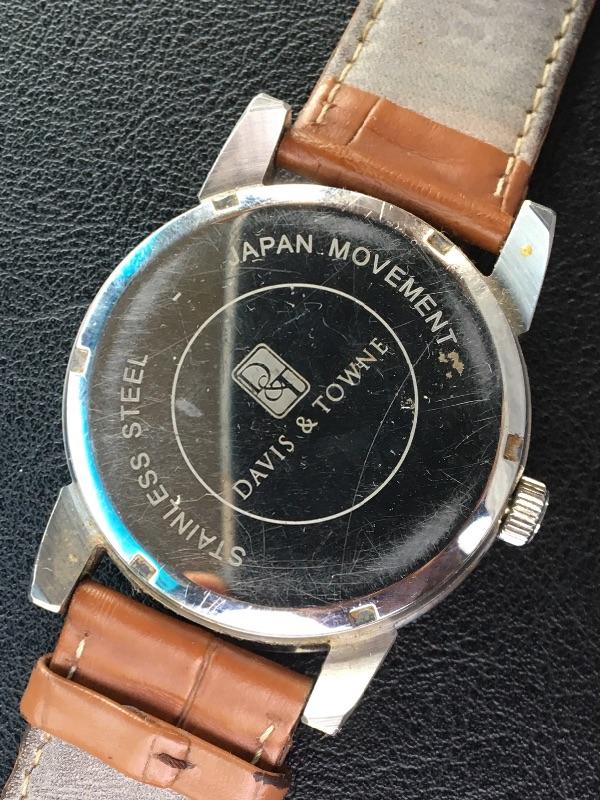 JAPAN MOVEMENT
D&T
DAVIS & TOWNE
STAINLESS STEEL